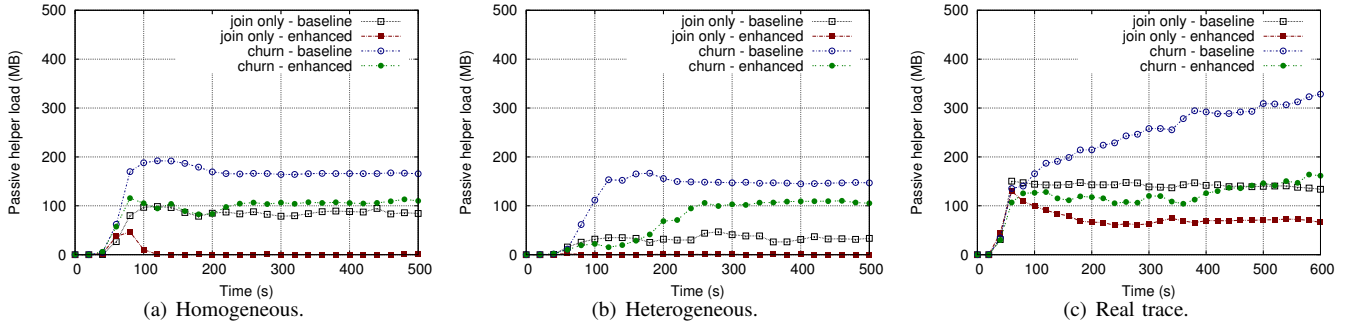 500
400
300
200
100
0
Passive helper load (MB)
join only - baseline
join only - enhanced
churn - baseline
churn - enhanced
0 100 200 300 400 500
Time (s)
(a) Homogeneous.
500
400
300
200
100
0
Passive helper load (MB)
join only - baseline
join only - enhanced
churn - baseline
churn - enhanced
0 100 200 300 400 500
Time (s)
(b) Heterogeneous.
500
400
300
200
100
0
Passive helper load (MB)
join only - baseline
join only - enhanced
churn - baseline
churn - enhanced
0 100 200 300 400 500 600
Time (s)
(c) Real trace.